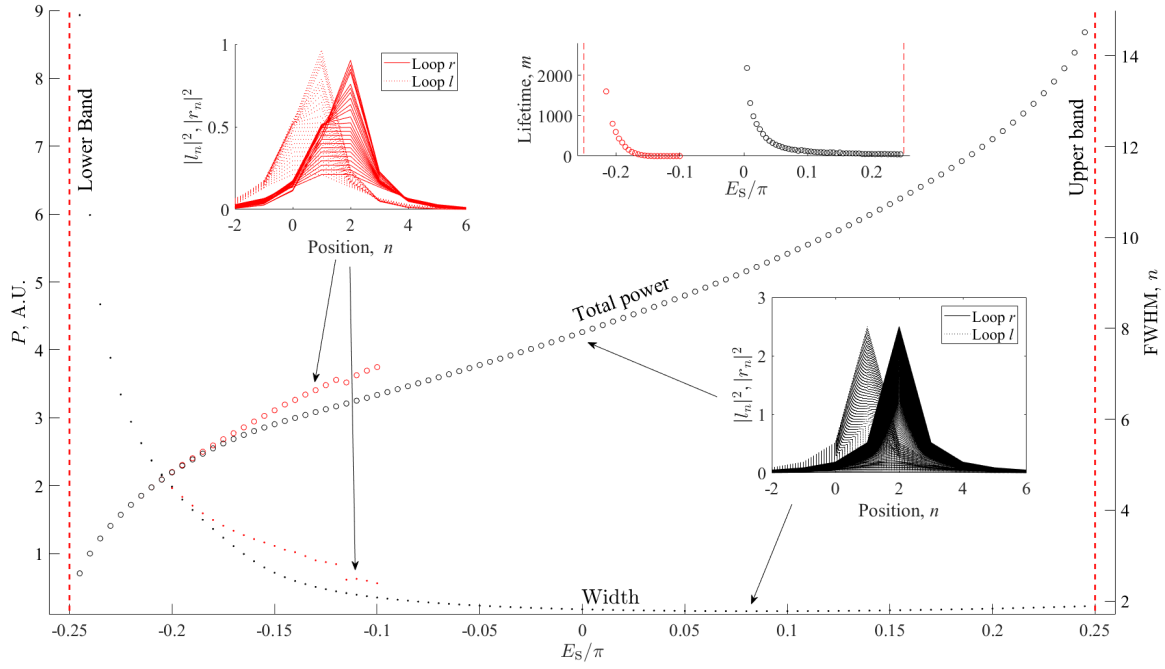 9
8
7
6
5
4
3
2
1
P, A.U.
Lower Band
1
0.5
0
|l_n|^2, |r_n|^2
Loop r
Loop l
-2 0 2 4 6
Position, n
2000
1000
0
Lifetime, m
-0.2 -0.1 0 0.1 0.2
E_S/π
Upper band
14
12
10
8
6
4
2
FWHM, n
Total power
3
2
1
0
|l_n|^2, |r_n|^2
Loop r
Loop l
-2 0 2 4 6
Position, n
Width
-0.25 -0.2 -0.15 -0.1 -0.05 0 0.05 0.1 0.15 0.2 0.25
E_S/π